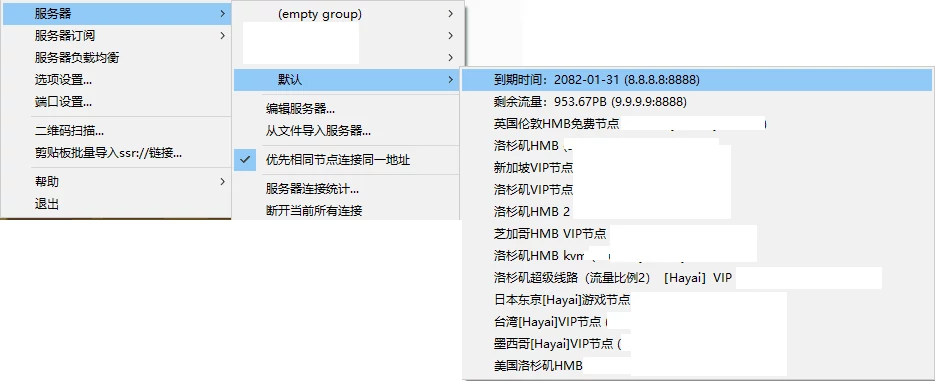 服务器
服务器订阅
服务器负载均衡
选项设置...
端口设置...
二维码扫描...
剪贴板批量导入ssr://链接...
帮助
退出
(empty group)
默认
编辑服务器...
从文件导入服务器...
优先相同节点连接同一地址
服务器连接统计...
断开当前所有连接
到期时间：2082-01-31 (8.8.8.8:8888)
剩余流量：953.67PB (9.9.9.9:8888)
英国伦敦HMB免费节点
洛杉矶HMB (
新加坡VIP节点
洛杉矶VIP节点
洛杉矶HMB 2
芝加哥HMB VIP节点
洛杉矶HMB kvm
洛杉矶超级线路（流量比例2） [Hayai] VIP
日本东京[Hayai]游戏节点
台湾[Hayai]VIP节点 (
墨西哥[Hayai]VIP节点 (
美国洛杉矶HMB